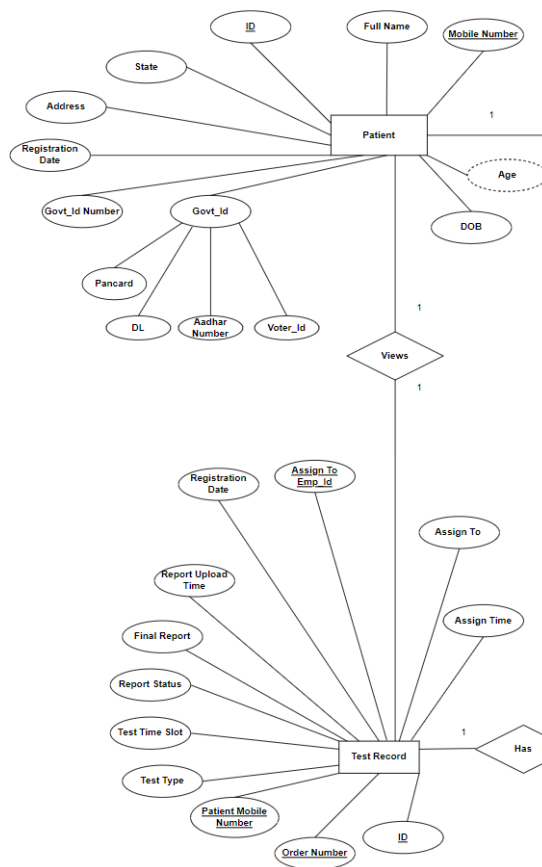 ID
Full Name
Mobile Number
State
Address
1
Patient
Registration
Date
Age
Govt_Id Number
Govt_Id
DOB
Pancard
DL
Aadhar
Number
Voter_Id
1
Views
1
Assign To
Emp_Id
Registration
Date
Assign To
Report Upload
Time
Assign Time
Final Report
Report Status
Test Time Slot
1
Has
Test Record
Test Type
Patient Mobile
Number
ID
Order Number